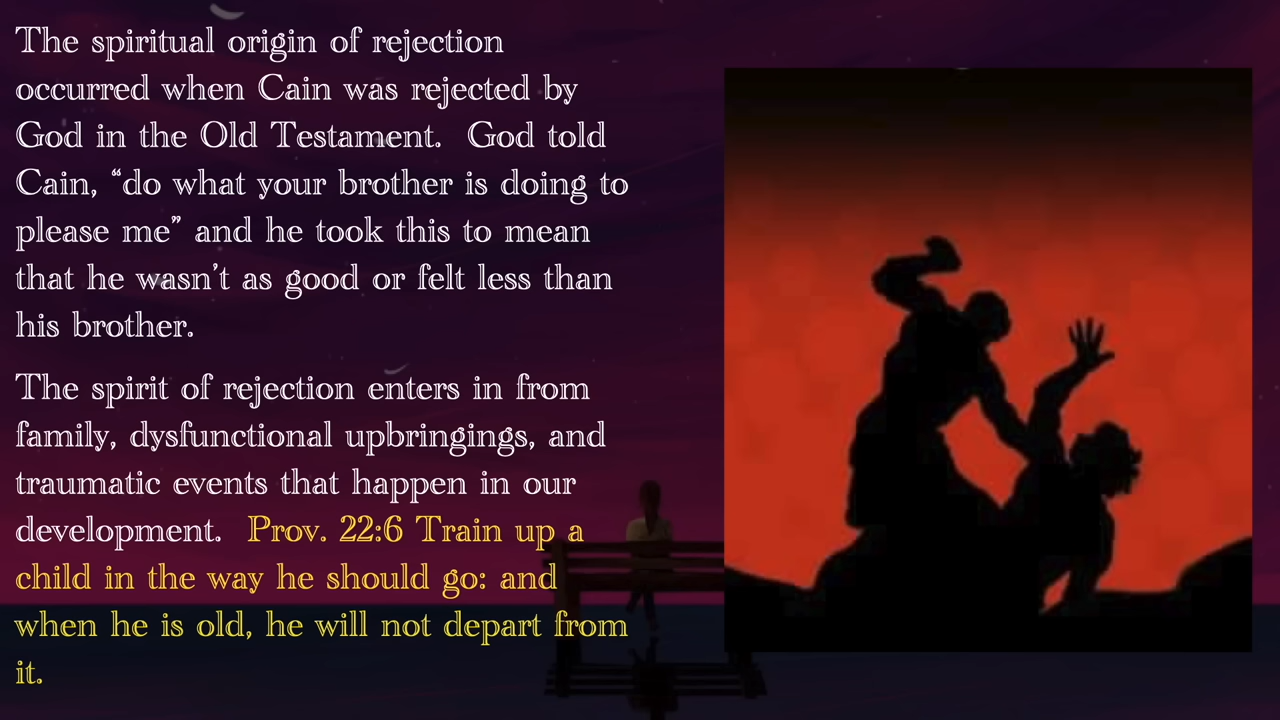 The spiritual origin of rejection
occurred when Cain was rejected by
God in the Old Testament.  God told
Cain, “do what your brother is doing to
please me” and he took this to mean
that he wasn’t as good or felt less than
his brother.
The spirit of rejection enters in from
family, dysfunctional upbringings, and
traumatic events that happen in our
development.  Prov. 22:6 Train up a
child in the way he should go: and
when he is old, he will not depart from
it.